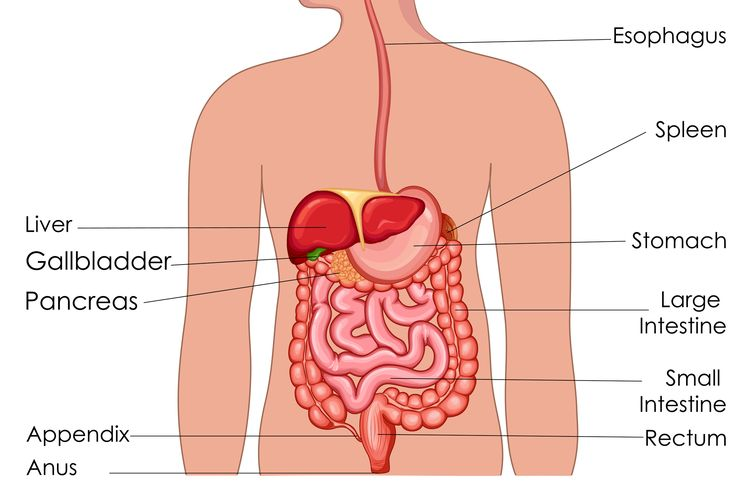 Esophagus
Spleen
Liver
Stomach
Gallbladder
Pancreas
Large
Intestine
Small
Intestine
Appendix
Rectum
Anus